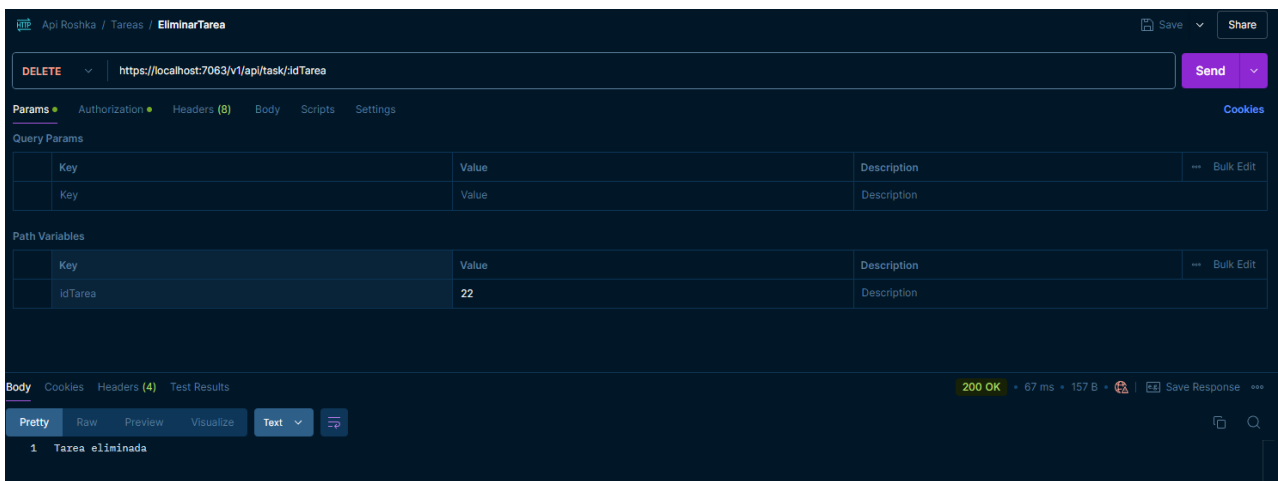 HTTP Api Roshka / Tareas / EliminarTarea Save Share
DELETE https://localhost:7063/v1/api/task/:idTarea Send
Params Authorization Headers (8) Body Scripts Settings Cookies
Query Params
Key Value Description Bulk Edit
Key Value Description
Path Variables
Key Value Description Bulk Edit
idTarea 22 Description
Body Cookies Headers (4) Test Results 200 OK • 67 ms • 157 B • e.g. Save Response
Pretty Raw Preview Visualize Text
1 Tarea eliminada